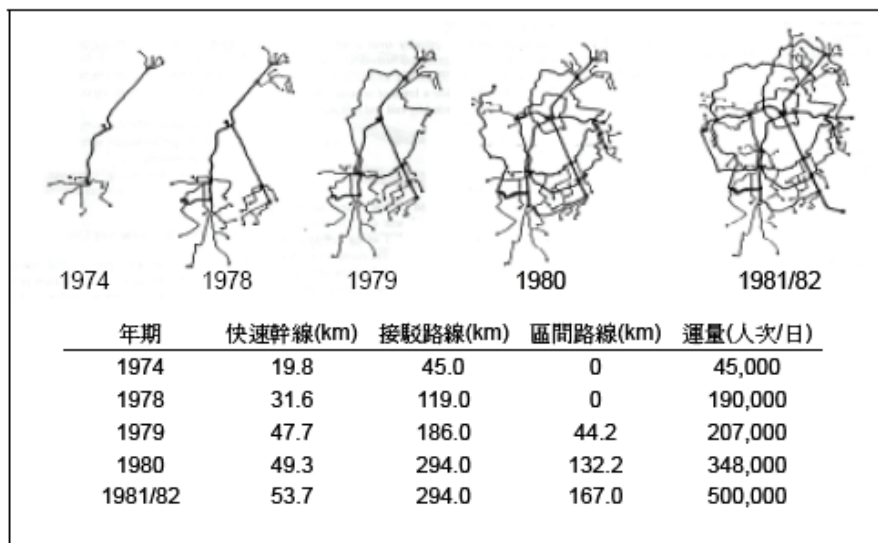 1974 1978 1979 1980 1981/82
年期 快速幹線(km) 接駁路線(km) 區間路線(km) 運量(人次/日)
1974 19.8 45.0 0 45,000
1978 31.6 119.0 0 190,000
1979 47.7 186.0 44.2 207,000
1980 49.3 294.0 132.2 348,000
1981/82 53.7 294.0 167.0 500,000